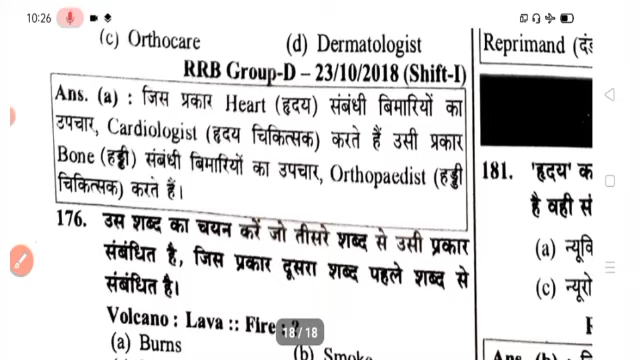 10:26
(c) Orthocare (d) Dermatologist
RRB Group-D – 23/10/2018 (Shift-I)
Ans. (a) : जिस प्रकार Heart (हृदय) संबंधी बिमारियों का
उपचार, Cardiologist (हृदय चिकित्सक) करते हैं उसी प्रकार
Bone (हड्डी) संबंधी बिमारियों का उपचार, Orthopaedist (हड्डी
चिकित्सक) करते हैं।
176. उस शब्द का चयन करें जो तीसरे शब्द से उसी प्रकार
संबंधित है, जिस प्रकार दूसरा शब्द पहले शब्द से
संबंधित है।
Volcano : Lava :: Fire : ?
18/18
(a) Burns (b) Smoke
Reprimand
181. 'हृदय' क
है वही सं
(a) न्यूवि
(c) न्यूरो
Ans. (b) :